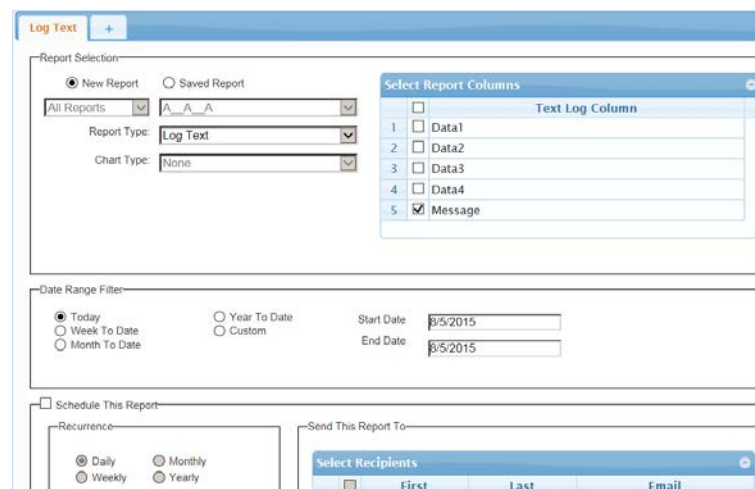 Log Text +
Report Selection
New Report Saved Report
All Reports A__A__A
Report Type: Log Text
Chart Type: None
Select Report Columns
Text Log Column
1 Data1
2 Data2
3 Data3
4 Data4
5 Message
Date Range Filter
Today Year To Date Start Date 8/5/2015
Week To Date Custom
Month To Date End Date 8/5/2015
Schedule This Report
Recurrence
Daily Monthly
Weekly Yearly
Send This Report To
Select Recipients
First Last Email